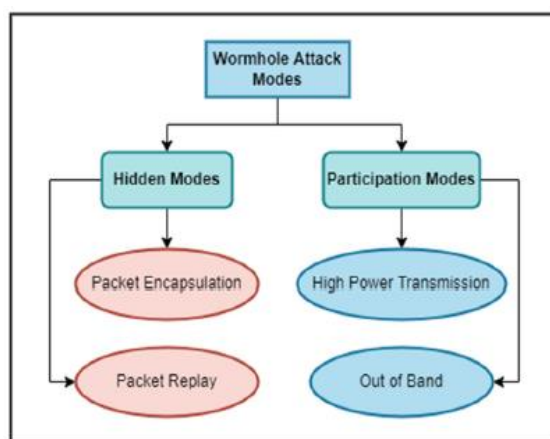 Wormhole Attack
Modes
Hidden Modes
Participation Modes
Packet Encapsulation
High Power Transmission
Packet Replay
Out of Band